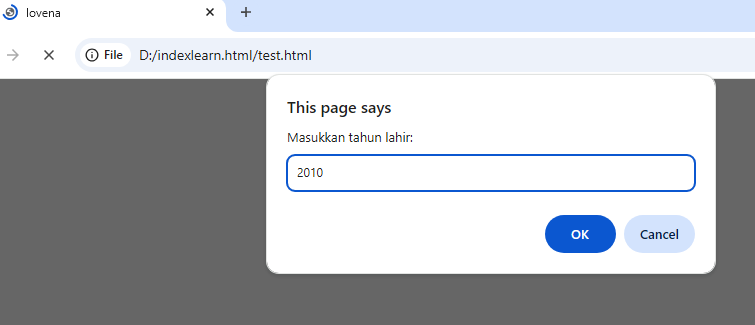 lovena
File D:/indexlearn.html/test.html
This page says
Masukkan tahun lahir:
2010
OK Cancel